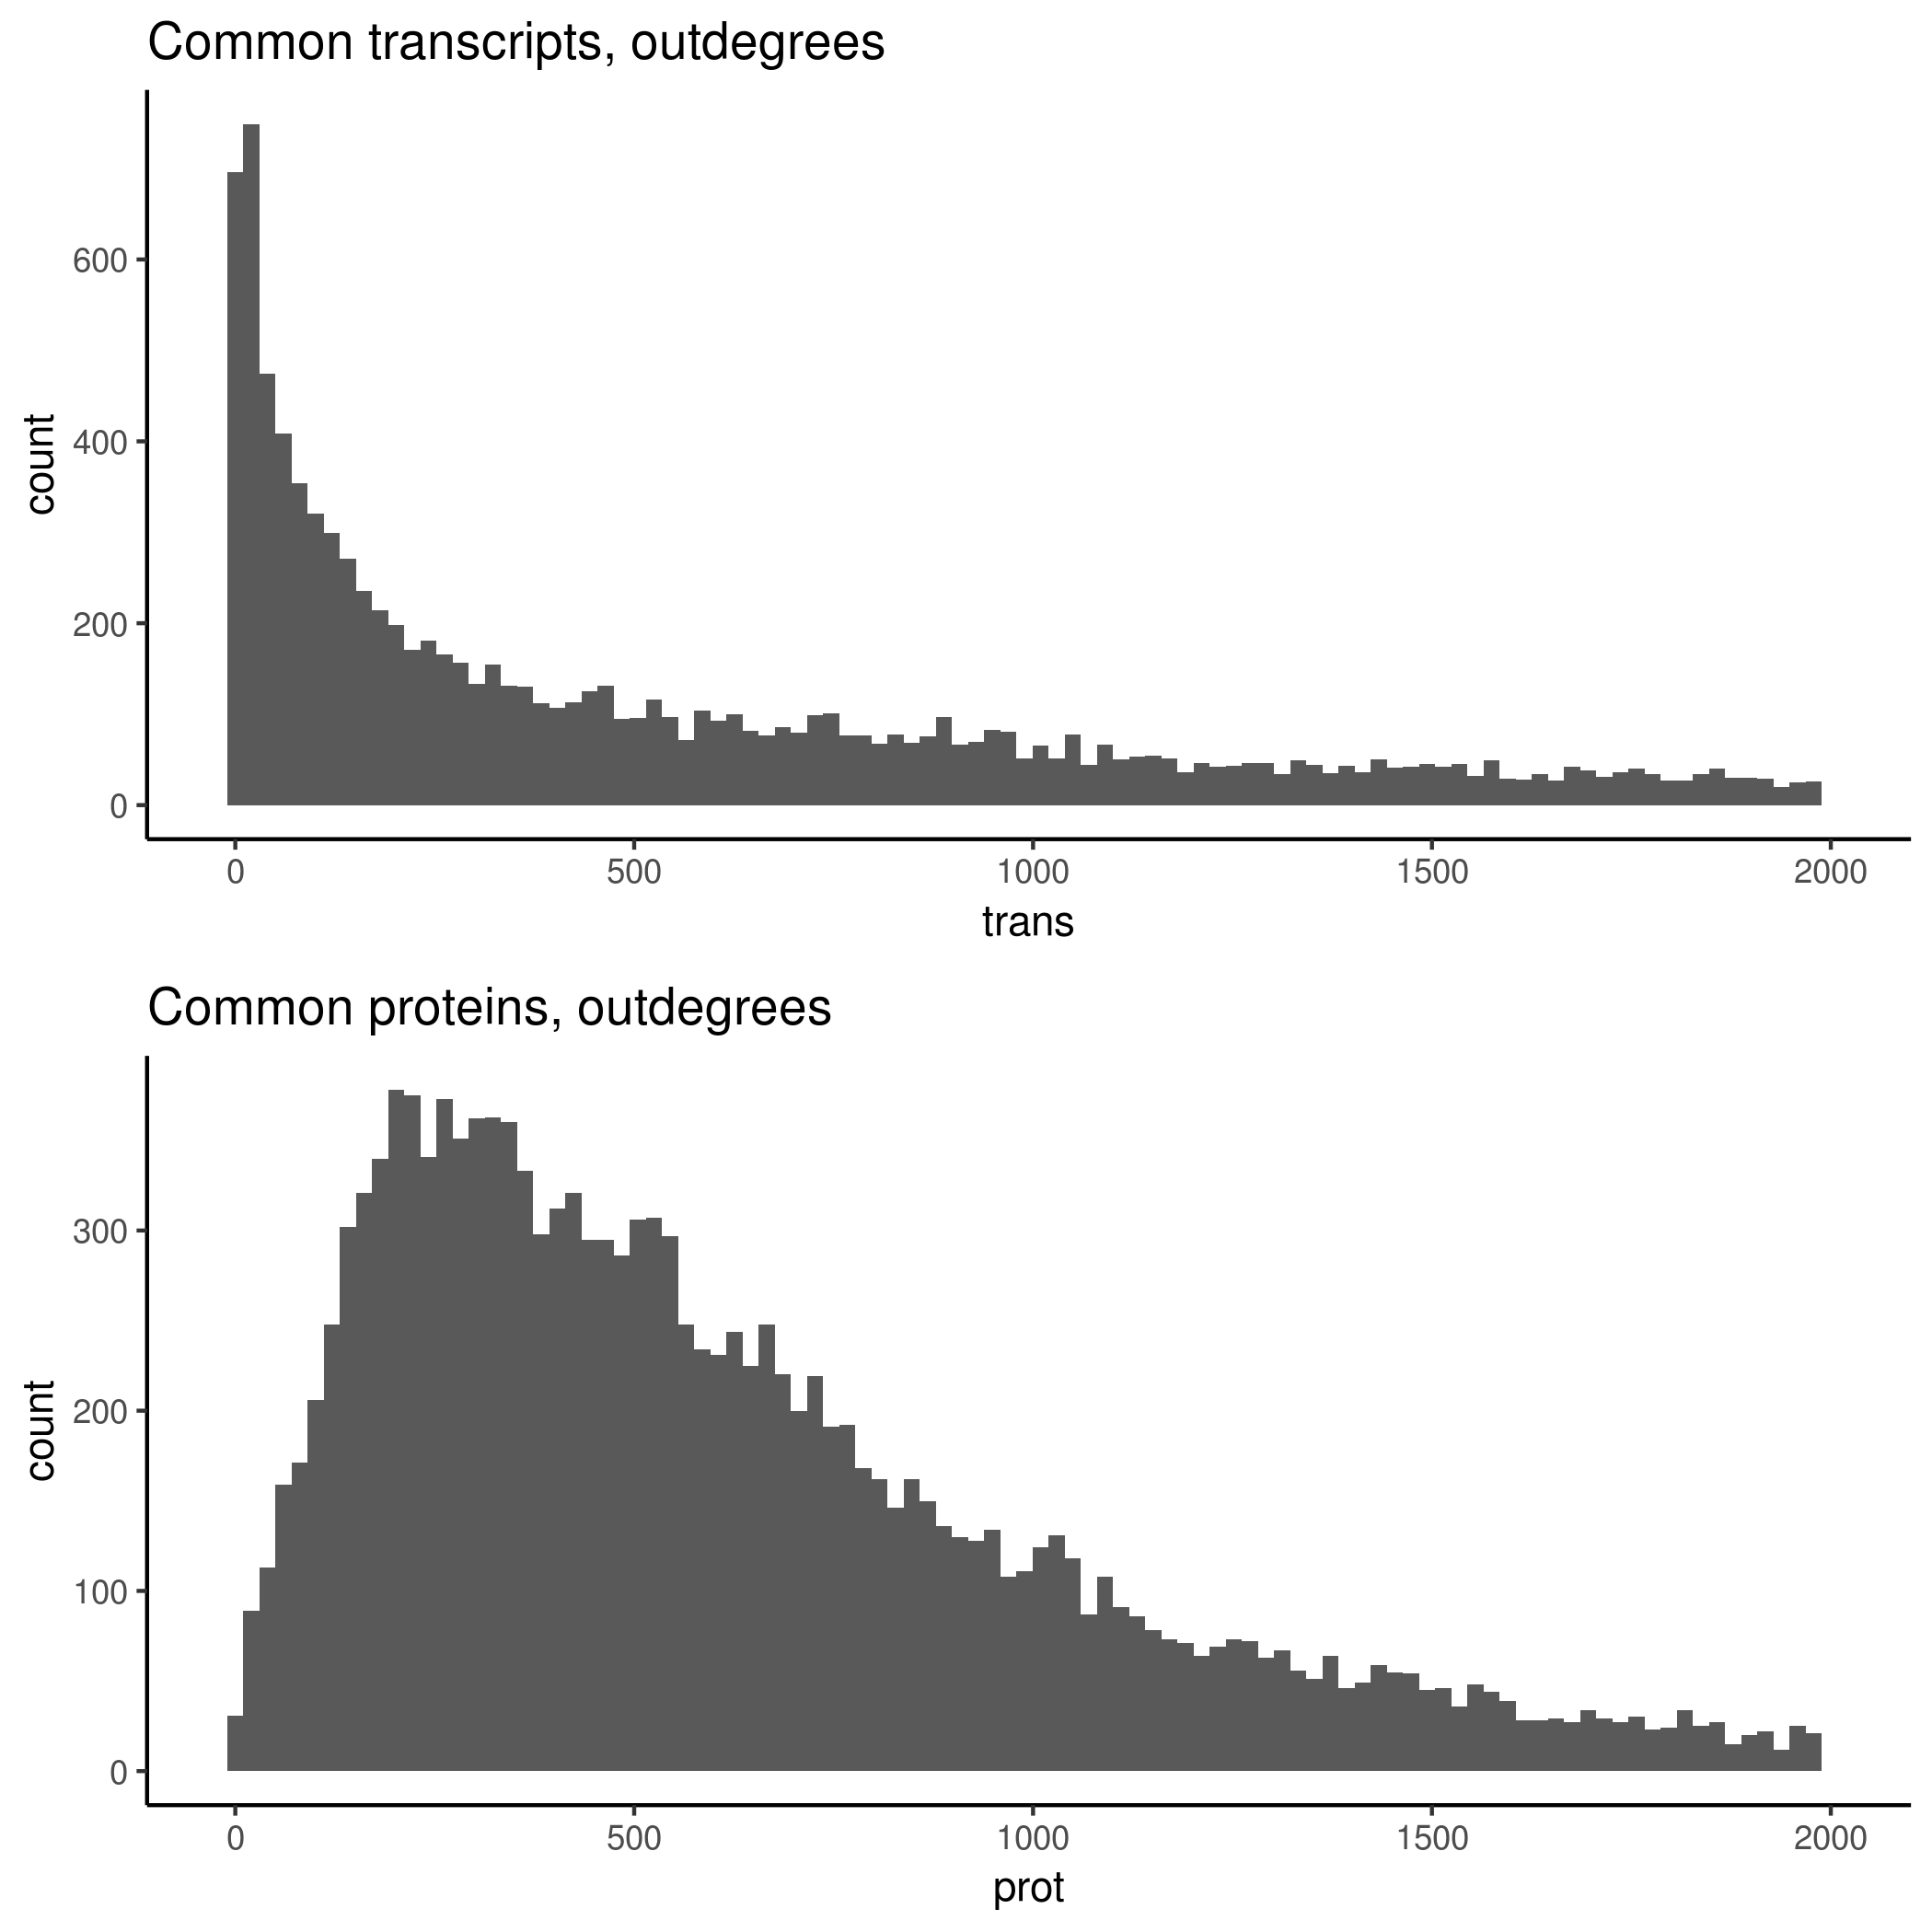 Common transcripts, outdegrees
count
600
400
200
0
0 500 1000 1500 2000
trans
Common proteins, outdegrees
count
300
200
100
0
0 500 1000 1500 2000
prot